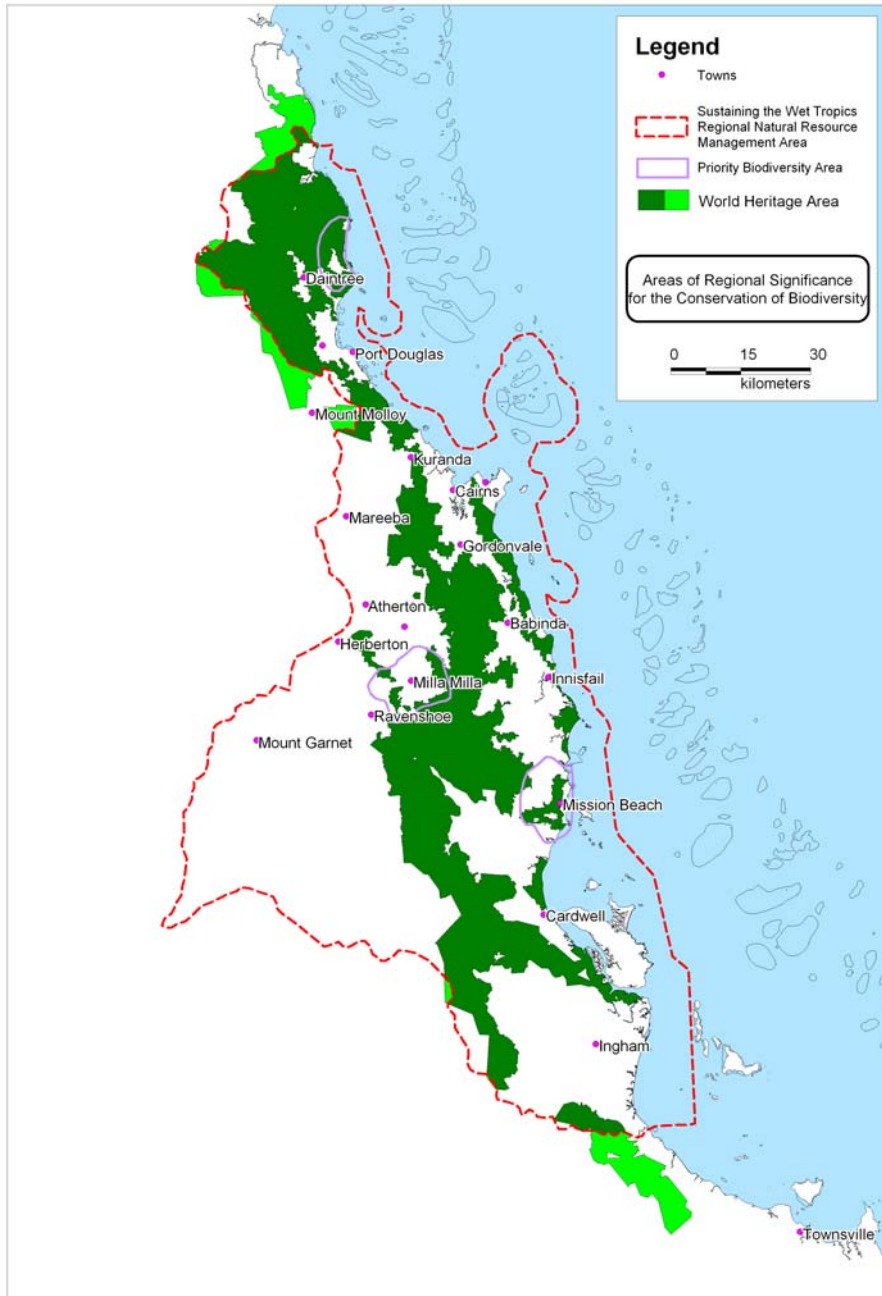 Legend
Towns
Sustaining the Wet Tropics
Regional Natural Resource
Management Area
Priority Biodiversity Area
World Heritage Area
Areas of Regional Significance
for the Conservation of Biodiversity
0 15 30
kilometers
Daintree
Port Douglas
Mount Molloy
Kuranda
Cairns
Mareeba
Gordonvale
Atherton
Babinda
Herberton
Milla Milla
Innisfail
Ravenshoe
Mount Garnet
Mission Beach
Cardwell
Ingham
Townsville